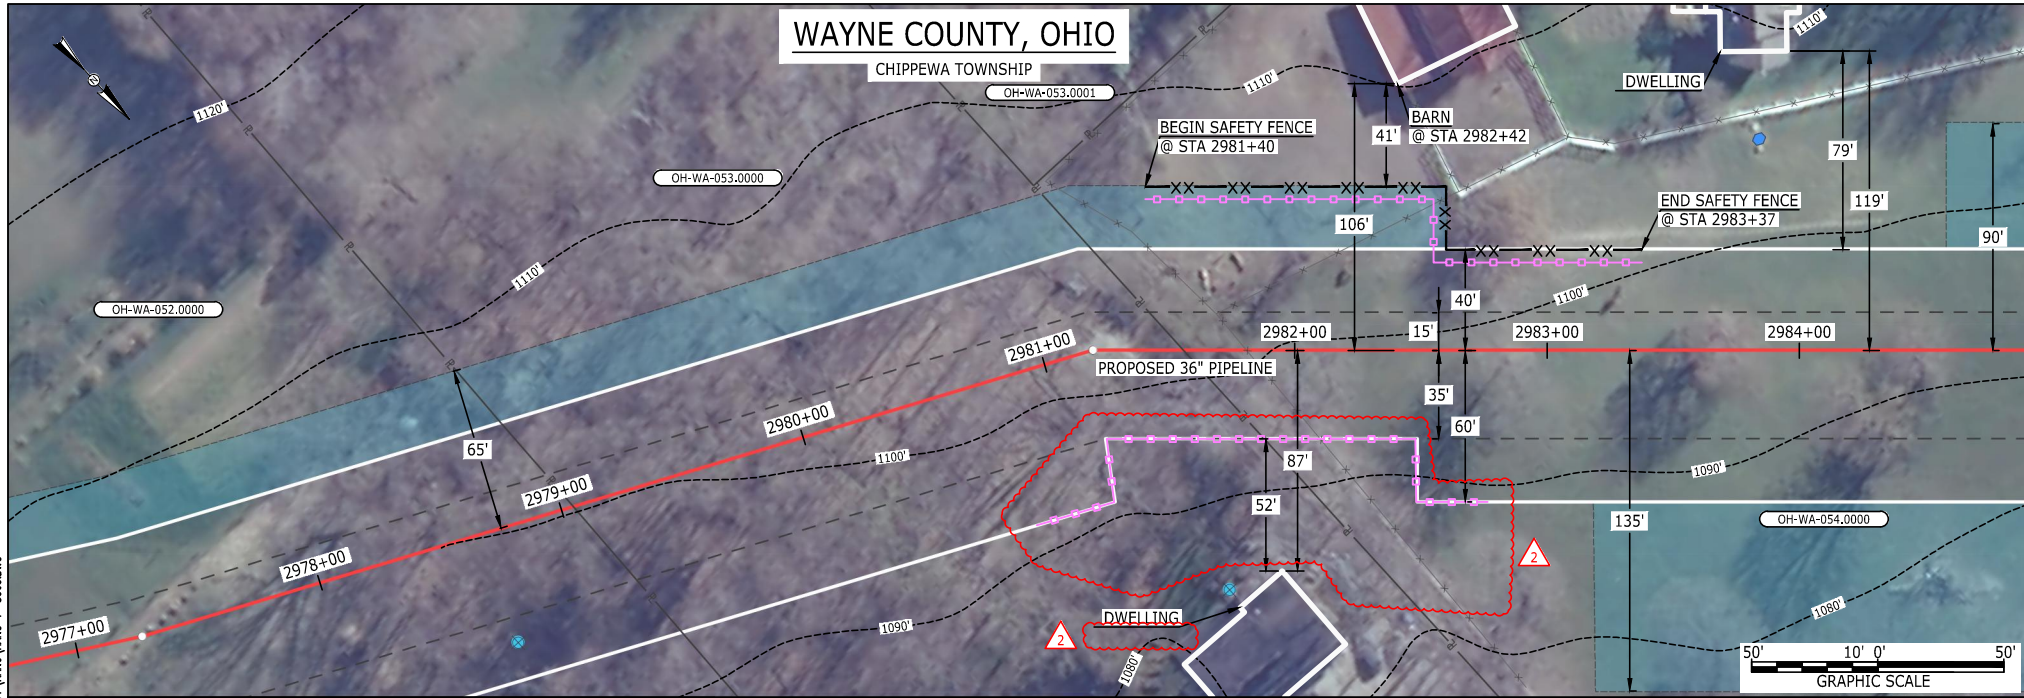 WAYNE COUNTY, OHIO
CHIPPEWA TOWNSHIP
N
OH-WA-053.0001
OH-WA-053.0000
OH-WA-052.0000
OH-WA-054.0000
1120'
1110'
1110'
1110'
BEGIN SAFETY FENCE
@ STA 2981+40
BARN
@ STA 2982+42
DWELLING
END SAFETY FENCE
@ STA 2983+37
41'
106'
79'
119'
90'
40'
15'
1100'
2982+00
2983+00
2984+00
PROPOSED 36" PIPELINE
2981+00
2980+00
2979+00
2978+00
2977+00
65'
1100'
35'
60'
87'
52'
135'
1090'
1090'
1080'
1080'
DWELLING
2
2
50'
10'
0'
50'
GRAPHIC SCALE